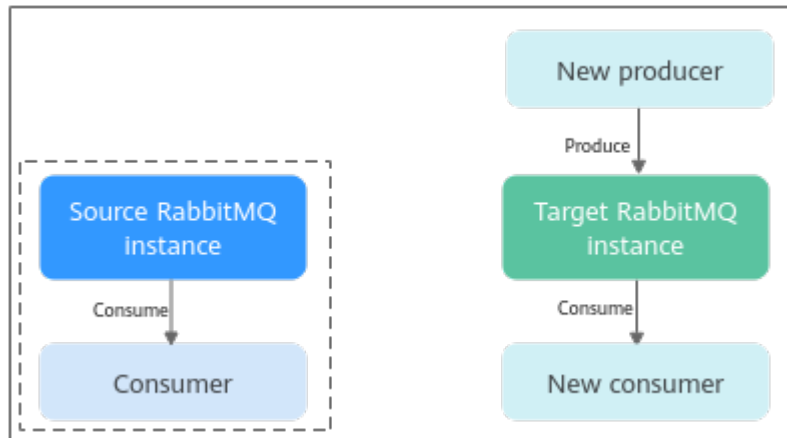 New producer
Produce
Source RabbitMQ
instance
Target RabbitMQ
instance
Consume
Consume
Consumer
New consumer